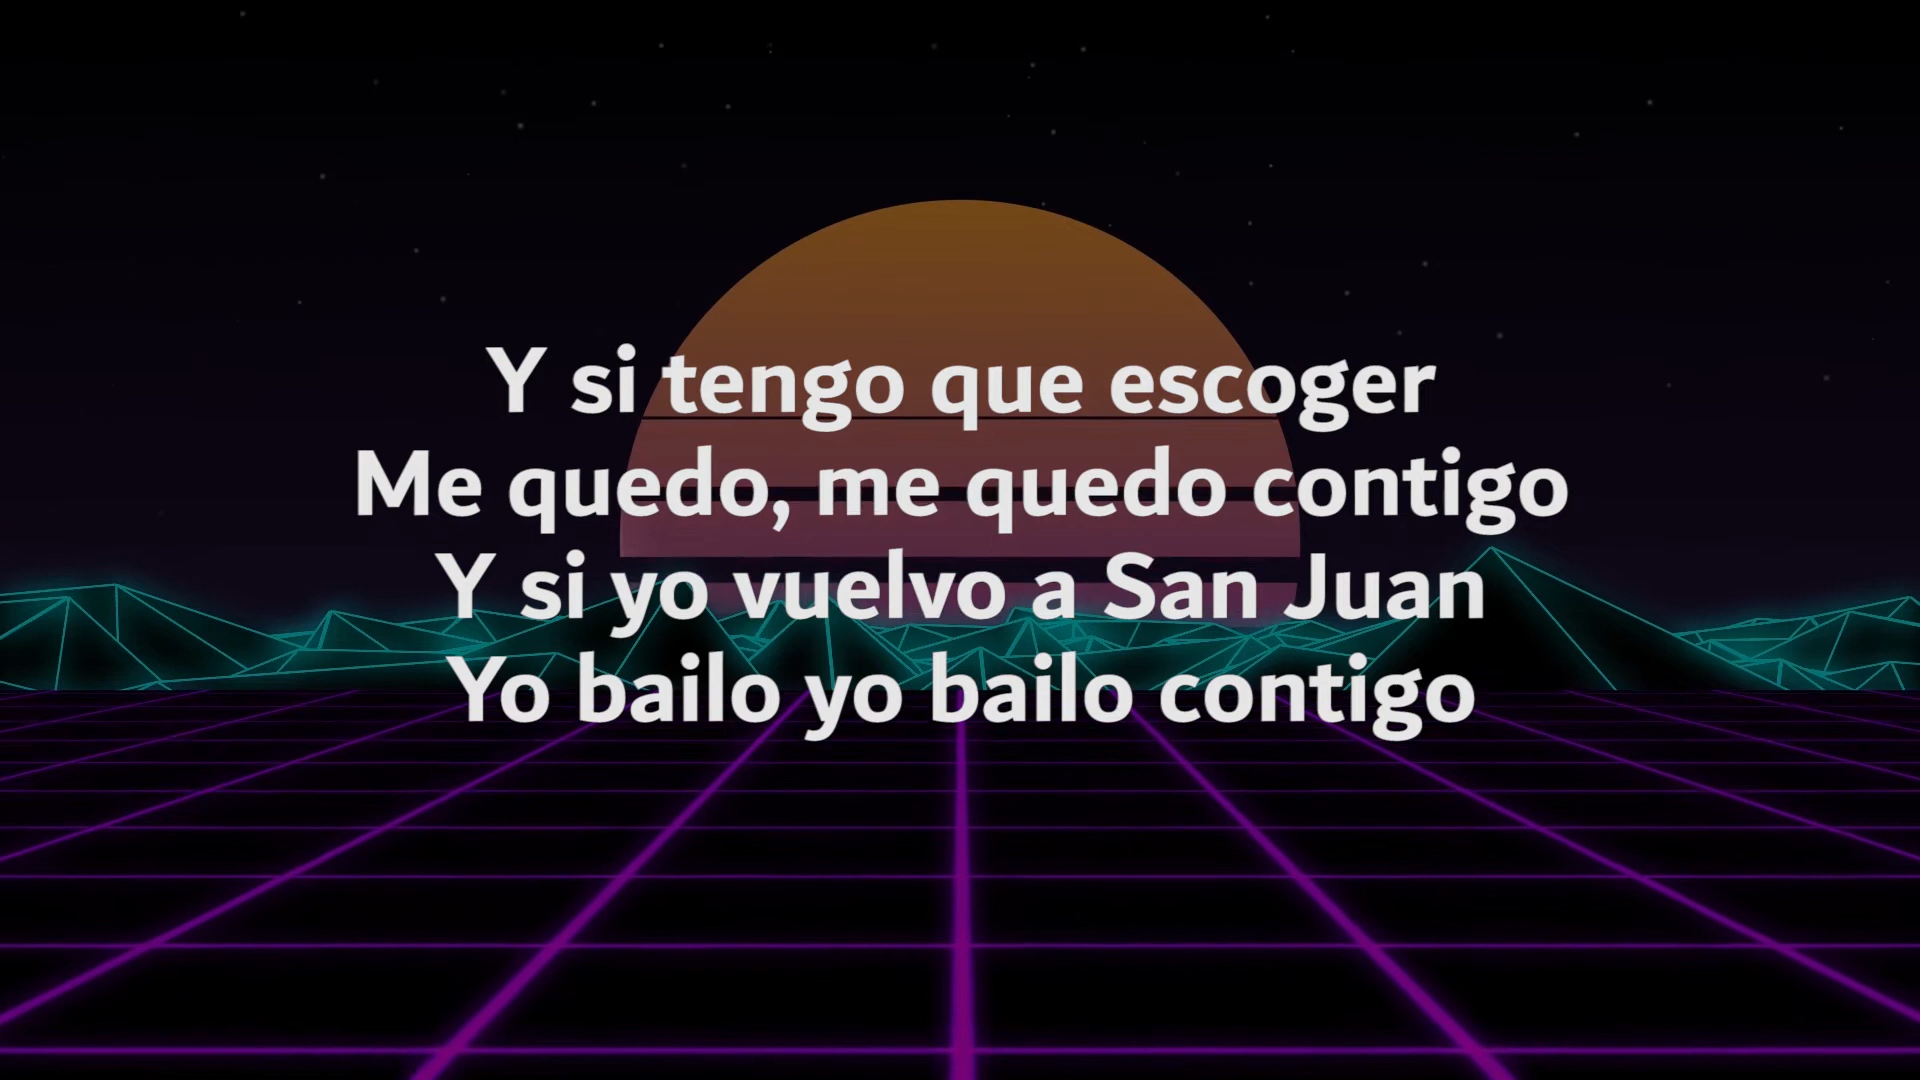 Y si tengo que escoger
Me quedo, me quedo contigo
Y si yo vuelvo a San Juan
Yo bailo yo bailo contigo